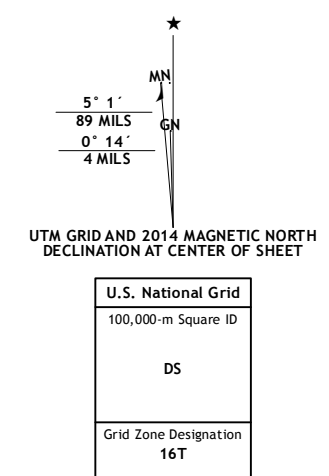 ★
MN
5° 1´
89 MILS
GN
0° 14´
4 MILS
UTM GRID AND 2014 MAGNETIC NORTH
DECLINATION AT CENTER OF SHEET
U.S. National Grid
100,000-m Square ID
DS
Grid Zone Designation
16T